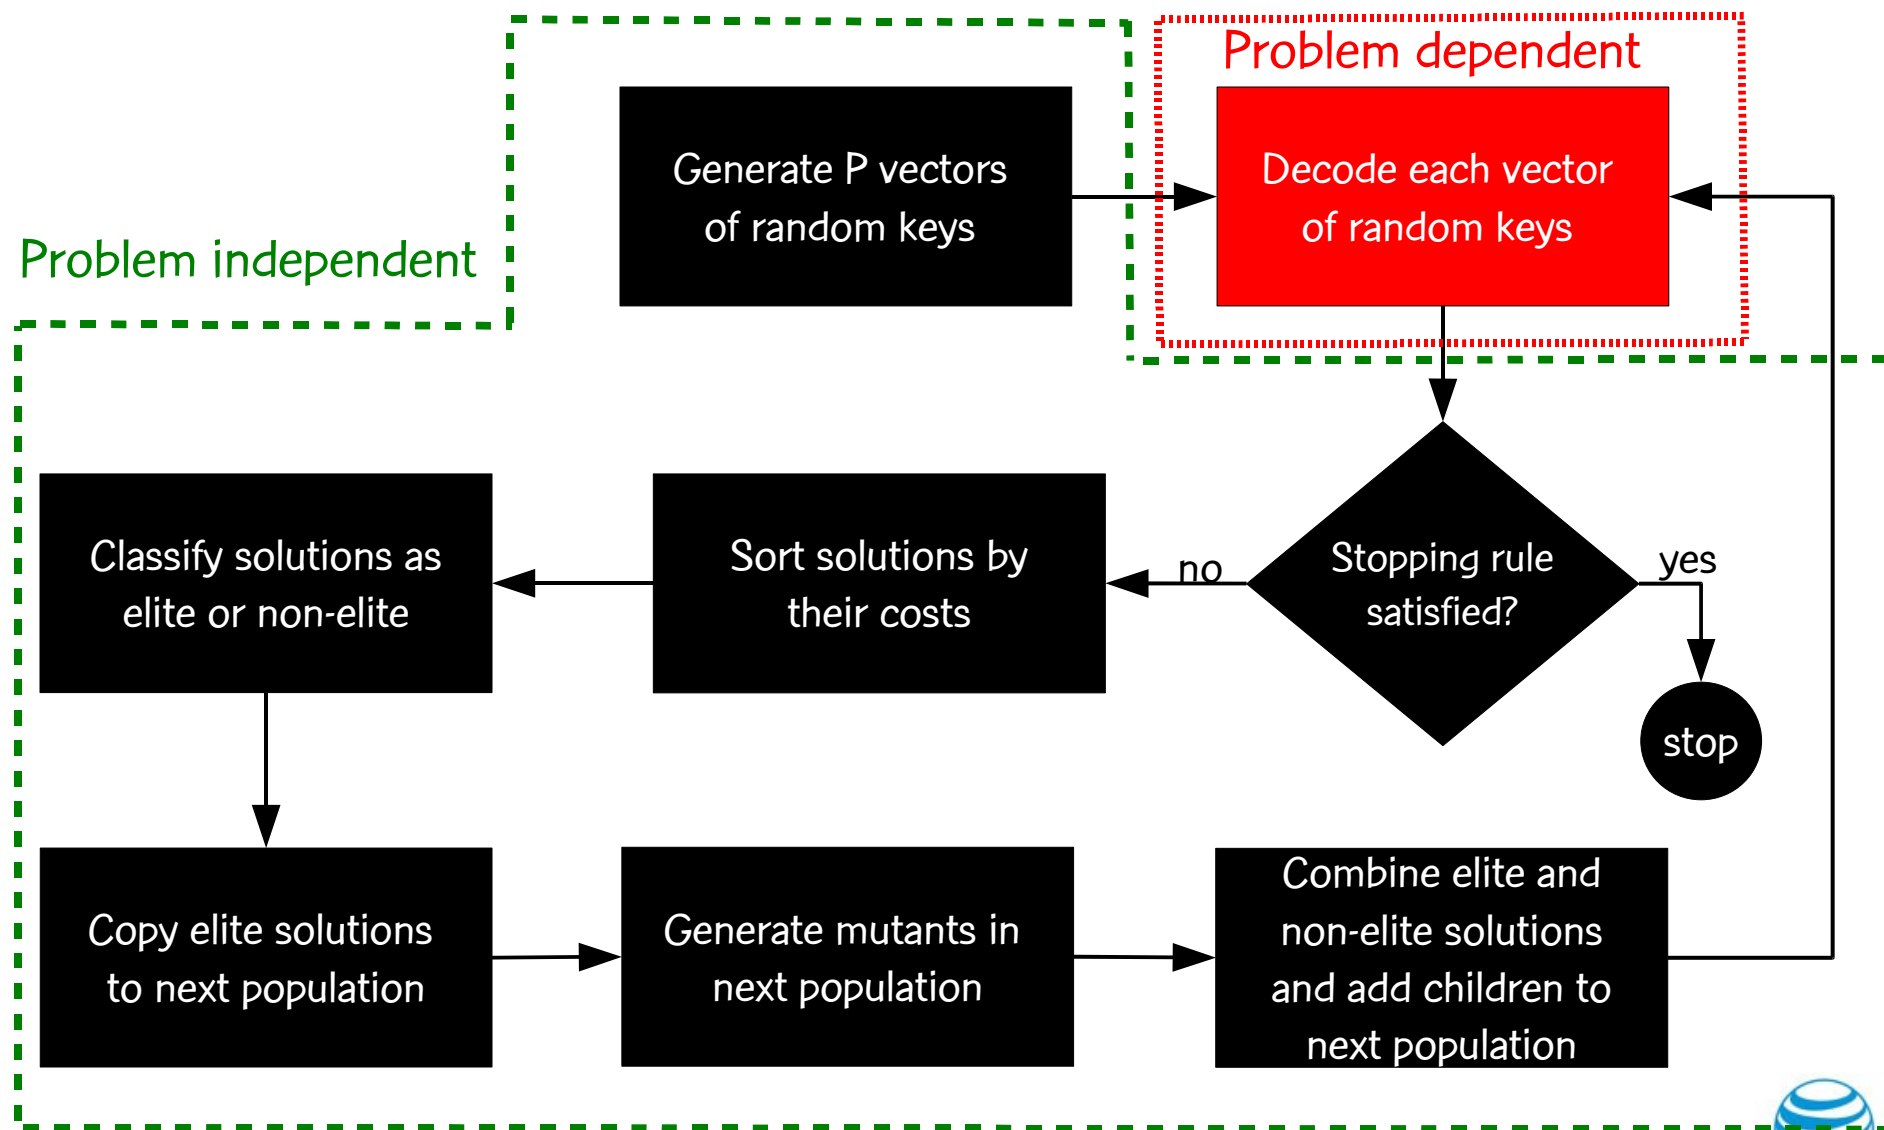 Problem dependent
Generate P vectors
of random keys
Decode each vector
of random keys
Problem independent
Classify solutions as
elite or non-elite
Sort solutions by
their costs
no
Stopping rule
satisfied?
yes
stop
Copy elite solutions
to next population
Generate mutants in
next population
Combine elite and
non-elite solutions
and add children to
next population